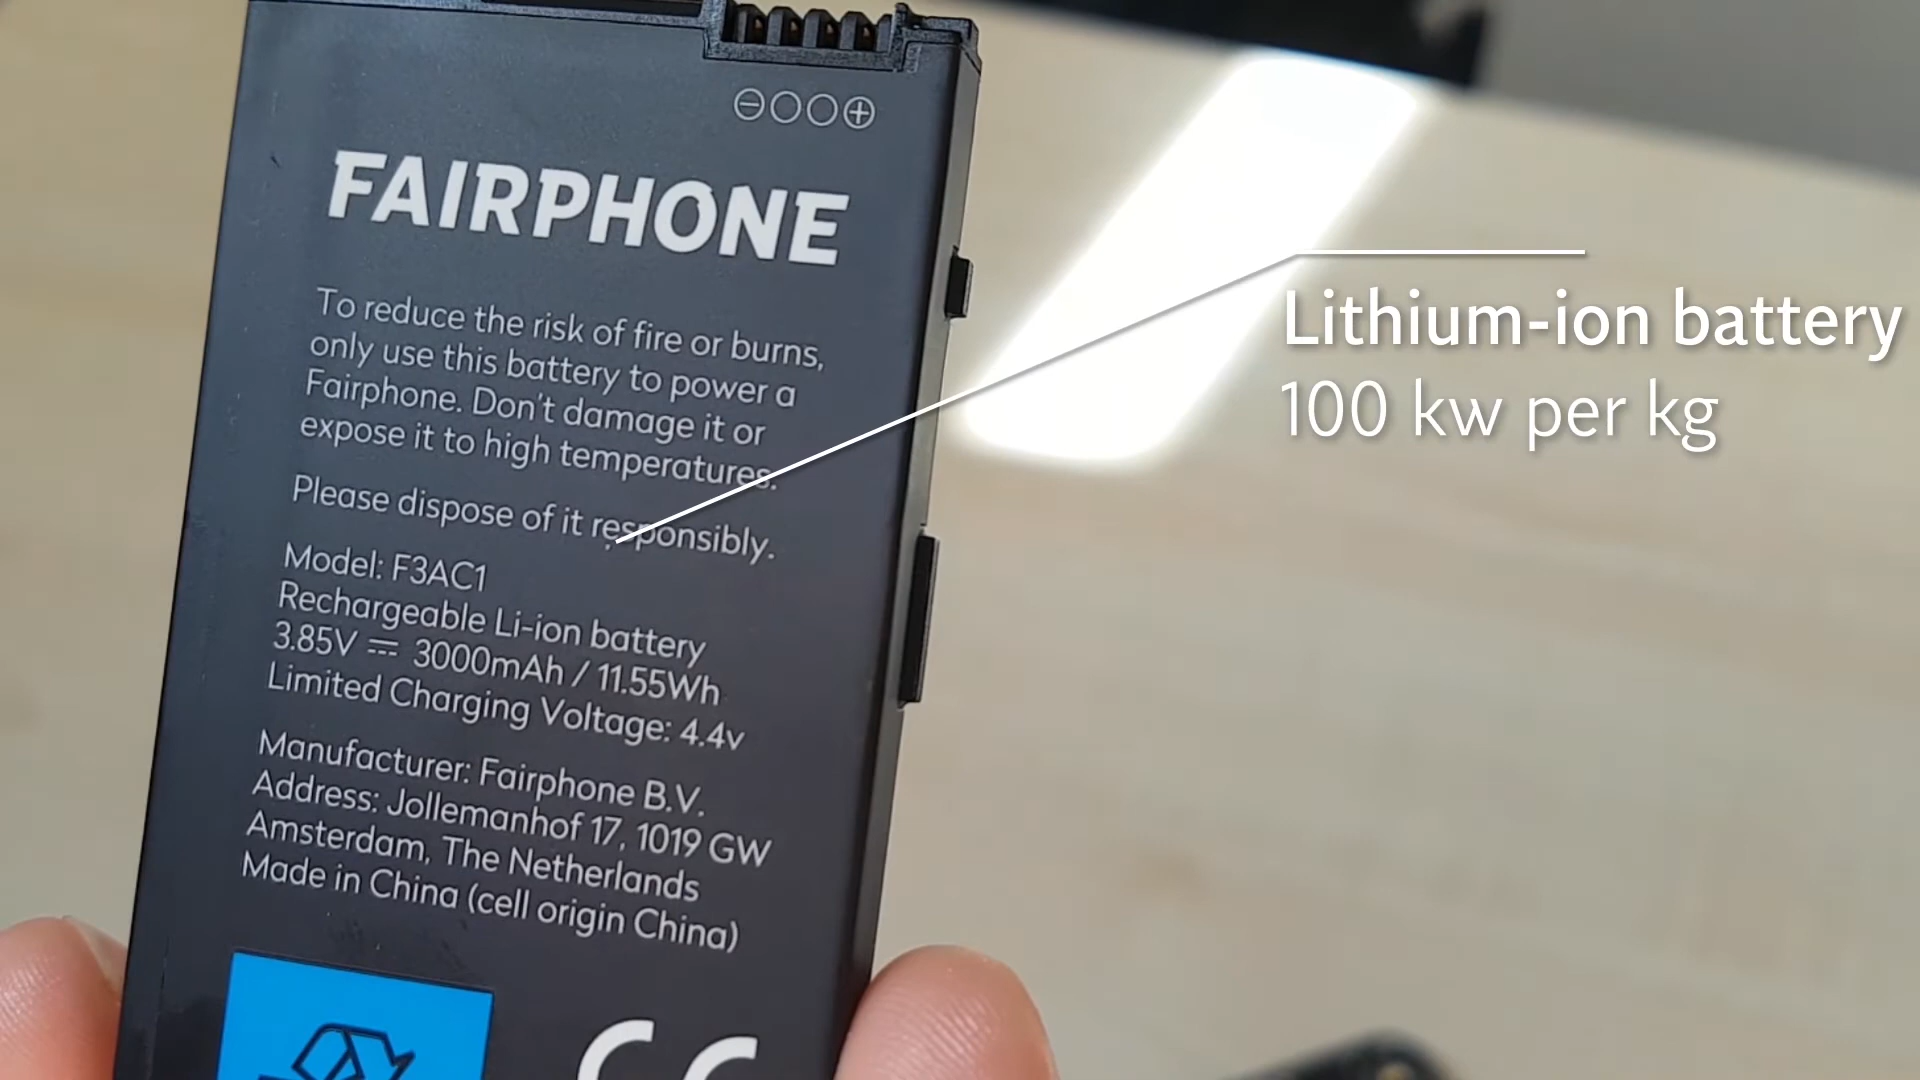 FAIRPHONE
To reduce the risk of fire or burns,
only use this battery to power a
Fairphone. Don't damage it or
expose it to high temperatures.
Please dispose of it responsibly.
Model: F3AC1
Rechargeable Li-ion battery
3.85V ⎓ 3000mAh / 11.55Wh
Limited Charging Voltage: 4.4v
Manufacturer: Fairphone B.V.
Address: Jollemanhof 17, 1019 GW
Amsterdam, The Netherlands
Made in China (cell origin China)
CE
Lithium-ion battery
100 kw per kg